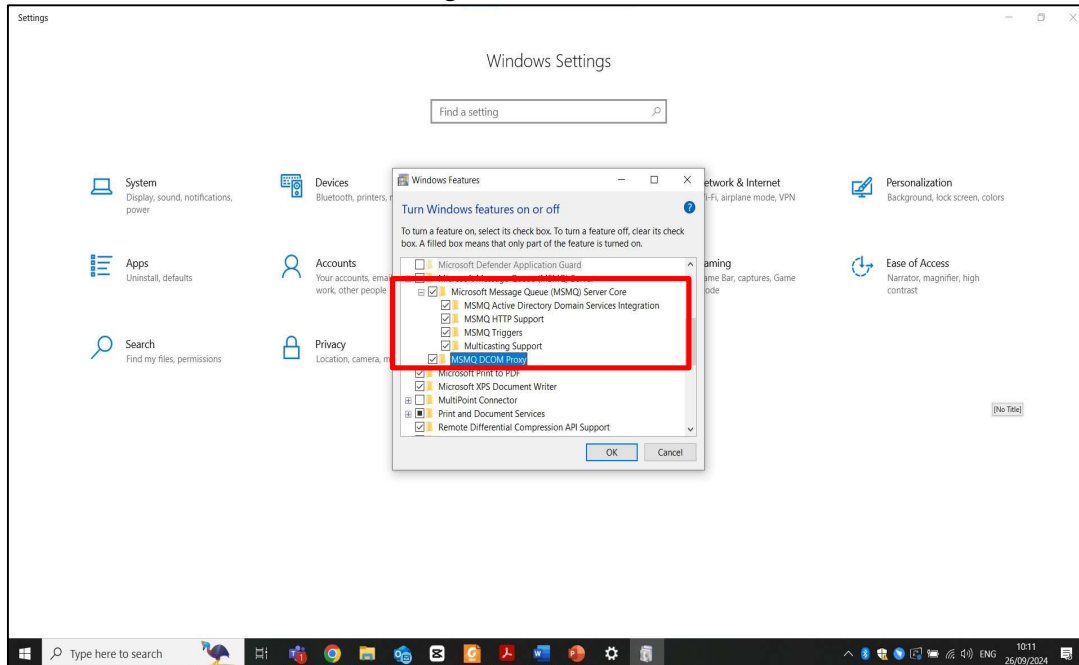 Settings
Windows Settings
Find a setting
System
Display, sound, notifications,
power
Devices
Bluetooth, printers,
etwork & Internet
i-Fi, airplane mode, VPN
Personalization
Background, lock screen, colors
Apps
Uninstall, defaults
Accounts
Your accounts, emai
work, other people
aming
ame Bar, captures, Game
ode
Ease of Access
Narrator, magnifier, high
contrast
Search
Find my files, permissions
Privacy
Location, camera, m
Windows Features
Turn Windows features on or off
To turn a feature on, select its check box. To turn a feature off, clear its check
box. A filled box means that only part of the feature is turned on.
Microsoft Defender Application Guard
Microsoft Message Queue (MSMQ) Server
Microsoft Message Queue (MSMQ) Server Core
MSMQ Active Directory Domain Services Integration
MSMQ HTTP Support
MSMQ Triggers
Multicasting Support
MSMQ DCOM Proxy
Microsoft Print to PDF
Microsoft XPS Document Writer
MultiPoint Connector
Print and Document Services
Remote Differential Compression API Support
OK Cancel
[No Title]
Type here to search
ENG
10:11
26/09/2024